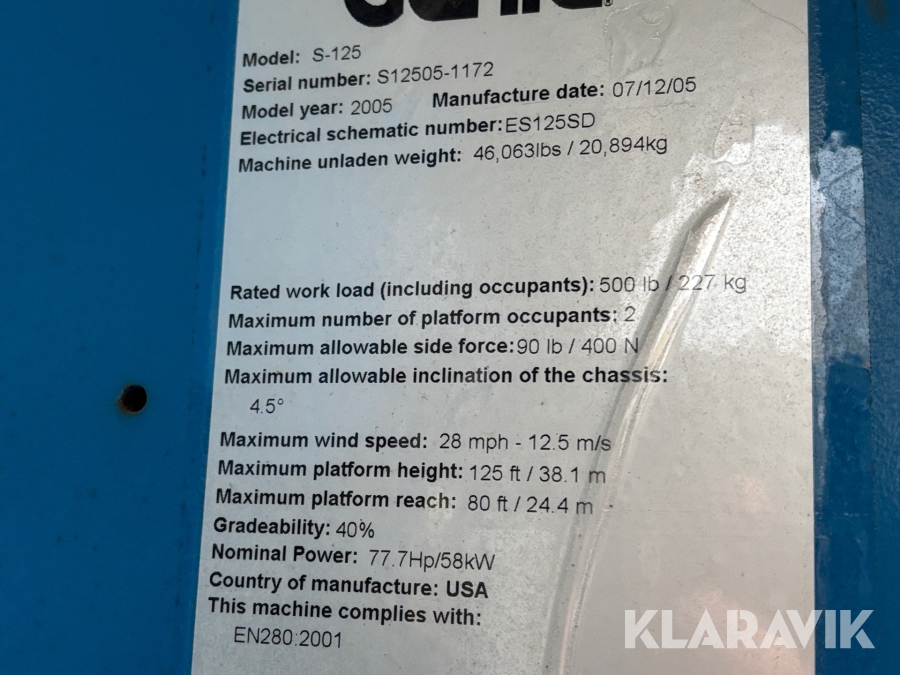 Genie®
Model: S-125
Serial number: S12505-1172
Model year: 2005 Manufacture date: 07/12/05
Electrical schematic number:ES125SD
Machine unladen weight: 46,063lbs / 20,894kg
Rated work load (including occupants): 500 lb / 227 kg
Maximum number of platform occupants: 2
Maximum allowable side force:90 lb / 400 N
Maximum allowable inclination of the chassis:
4.5°
Maximum wind speed: 28 mph - 12.5 m/s
Maximum platform height: 125 ft / 38.1 m
Maximum platform reach: 80 ft / 24.4 m
Gradeability: 40%
Nominal Power: 77.7Hp/58kW
Country of manufacture: USA
This machine complies with:
EN280:2001
KLARAVIK